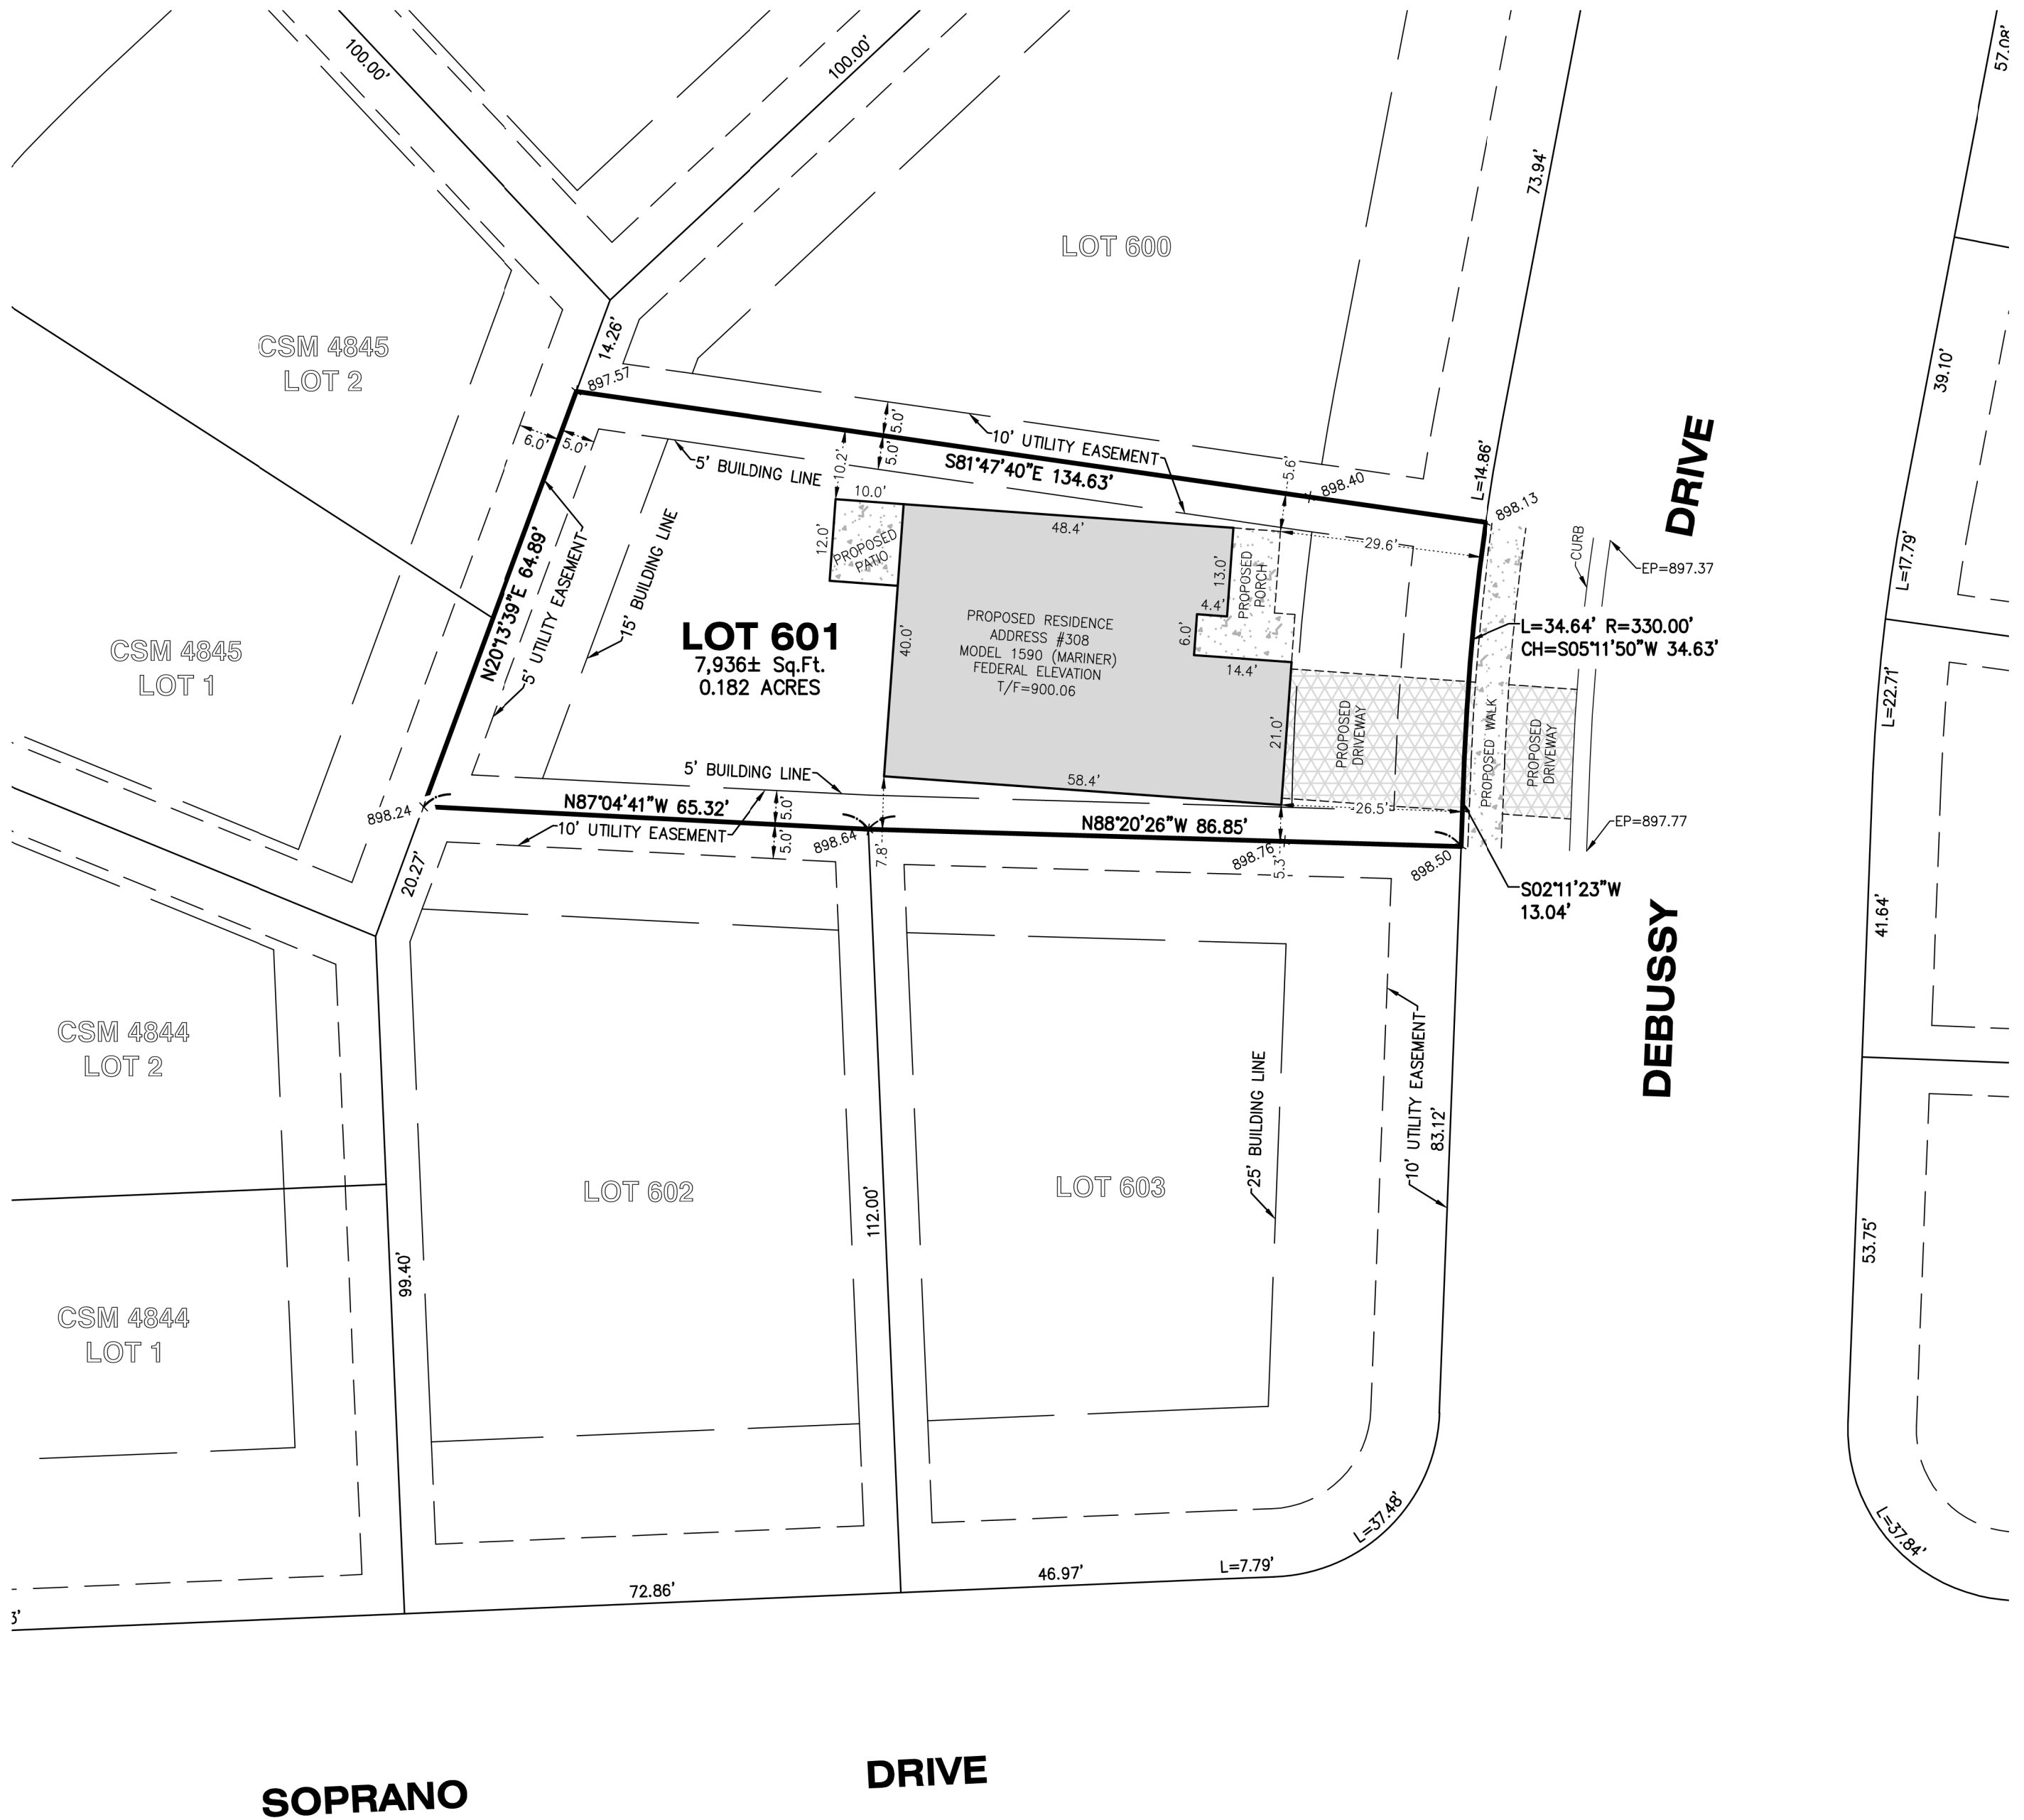 57.08'
100.00'
100.00'
73.94'
LOT 600
CSM 4845
LOT 2
14.26'
897.57
39.10'
5.0'
5.0'
10' UTILITY EASEMENT
6.0'
5.0'
5' BUILDING LINE
10.2'
S81°47'40"E 134.63'
5.6'
898.40
L=14.86'
898.13
DRIVE
10.0'
48.4'
29.6'
CURB
EP=897.37
L=17.79'
12.0'
PROPOSED
PATIO
13.0'
PROPOSED
PORCH
N20°13'39"E 64.89'
5' UTILITY EASEMENT
15' BUILDING LINE
4.4'
6.0'
14.4'
LOT 601
7,936± Sq.Ft.
0.182 ACRES
40.0'
PROPOSED RESIDENCE
ADDRESS #308
MODEL 1590 (MARINER)
FEDERAL ELEVATION
T/F=900.06
L=34.64' R=330.00'
CH=S05°11'50"W 34.63'
CSM 4845
LOT 1
L=22.71'
21.0'
PROPOSED
DRIVEWAY
PROPOSED WALK
PROPOSED
DRIVEWAY
5' BUILDING LINE
58.4'
898.24
N87°04'41"W 65.32'
5.0'
5.0'
26.5'
10' UTILITY EASEMENT
898.64
7.8'
N88°20'26"W 86.85'
898.76
5.3'
898.50
EP=897.77
20.27'
S02°11'23"W
13.04'
41.64'
DEBUSSY
CSM 4844
LOT 2
25' BUILDING LINE
10' UTILITY EASEMENT
83.12'
LOT 602
LOT 603
112.00'
99.40'
53.75'
CSM 4844
LOT 1
L=37.48'
L=37.84'
L=7.79'
46.97'
72.86'
3'
DRIVE
SOPRANO